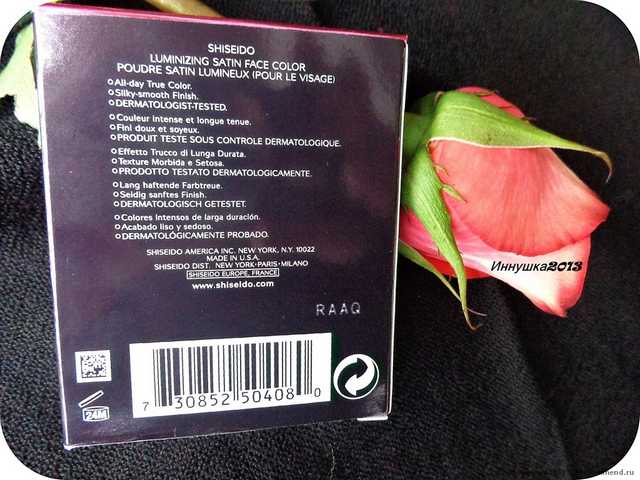 SHISEIDO
LUMINIZING SATIN FACE COLOR
POUDRE SATIN LUMINEUX (POUR LE VISAGE)
All-day True Color.
Silky-smooth Finish.
DERMATOLOGIST-TESTED.
Couleur intense et longue tenue.
Fini doux et soyeux.
PRODUIT TESTE SOUS CONTROLE DERMATOLOGIQUE.
Effetto Trucco di Lunga Durata.
Texture Morbida e Setosa.
PRODOTTO TESTATO DERMATOLOGICAMENTE.
Lang haftende Farbtreue.
Seidig sanftes Finish.
DERMATOLOGISCH GETESTET.
Colores intensos de larga duración.
Acabado liso y sedoso.
DERMATOLÓGICAMENTE PROBADO.
SHISEIDO AMERICA INC. NEW YORK, N.Y. 10022
MADE IN U.S.A.
SHISEIDO DIST. NEW YORK·PARIS·MILANO
SHISEIDO EUROPE, FRANCE
www.shiseido.com
RAAQ
24M
7 30852 50408 0
Иннушка2013